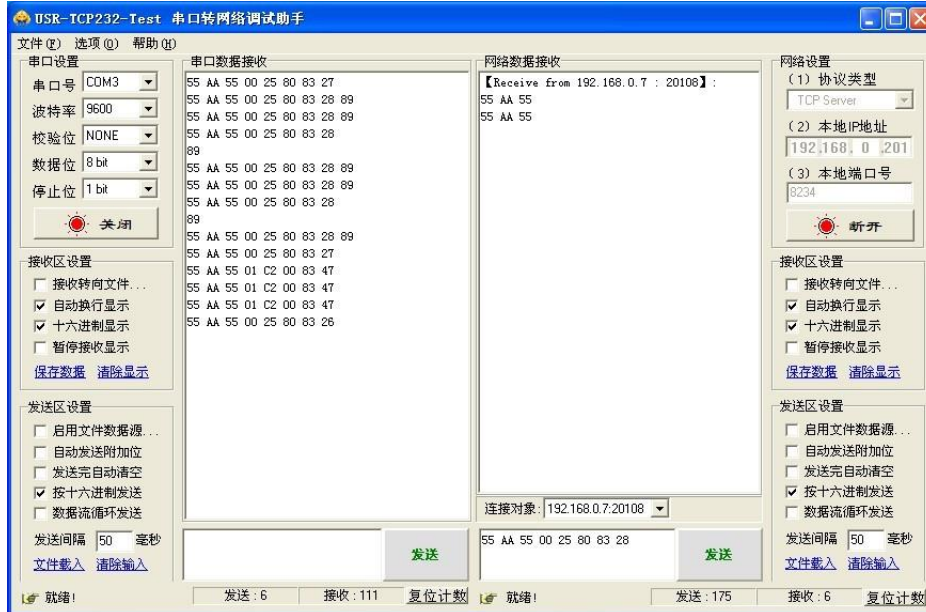 USR-TCP232-Test 串口转网络调试助手
文件(F) 选项(O) 帮助(H)
串口设置
串口号 COM3
波特率 9600
校验位 NONE
数据位 8 bit
停止位 1 bit
关闭
接收区设置
接收转向文件...
自动换行显示
十六进制显示
暂停接收显示
保存数据 清除显示
发送区设置
启用文件数据源...
自动发送附加位
发送完自动清空
按十六进制发送
数据流循环发送
发送间隔 50 毫秒
文件载入 清除输入
串口数据接收
55 AA 55 00 25 80 83 27
55 AA 55 00 25 80 83 28 89
55 AA 55 00 25 80 83 28 89
55 AA 55 00 25 80 83 28
89
55 AA 55 00 25 80 83 28 89
55 AA 55 00 25 80 83 28 89
55 AA 55 00 25 80 83 28
89
55 AA 55 00 25 80 83 28 89
55 AA 55 00 25 80 83 27
55 AA 55 01 C2 00 83 47
55 AA 55 01 C2 00 83 47
55 AA 55 01 C2 00 83 47
55 AA 55 00 25 80 83 26
发送
网络数据接收
【Receive from 192.168.0.7 : 20108】:
55 AA 55
55 AA 55
连接对象: 192.168.0.7:20108
55 AA 55 00 25 80 83 28
发送
网络设置
(1) 协议类型
TCP Server
(2) 本地IP地址
192.168. 0 .201
(3) 本地端口号
8234
断开
接收区设置
接收转向文件...
自动换行显示
十六进制显示
暂停接收显示
保存数据 清除显示
发送区设置
启用文件数据源...
自动发送附加位
发送完自动清空
按十六进制发送
数据流循环发送
发送间隔 50 毫秒
文件载入 清除输入
就绪! 发送:6 接收:111 复位计数
就绪! 发送:175 接收:6 复位计数